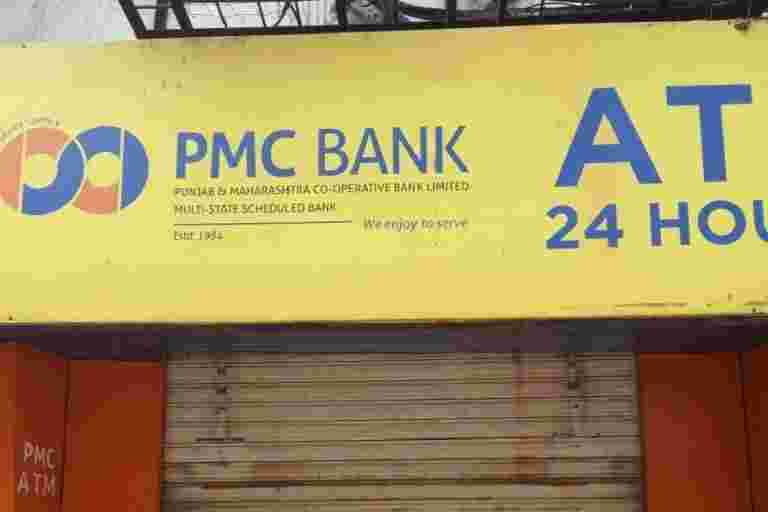 PMC BANK
PUNJAB & MAHARASHTRA CO-OPERATIVE BANK LIMITED
MULTI-STATE SCHEDULED BANK
Estd. 1984
We enjoy to serve
AT
24 HOU
PMC
ATM